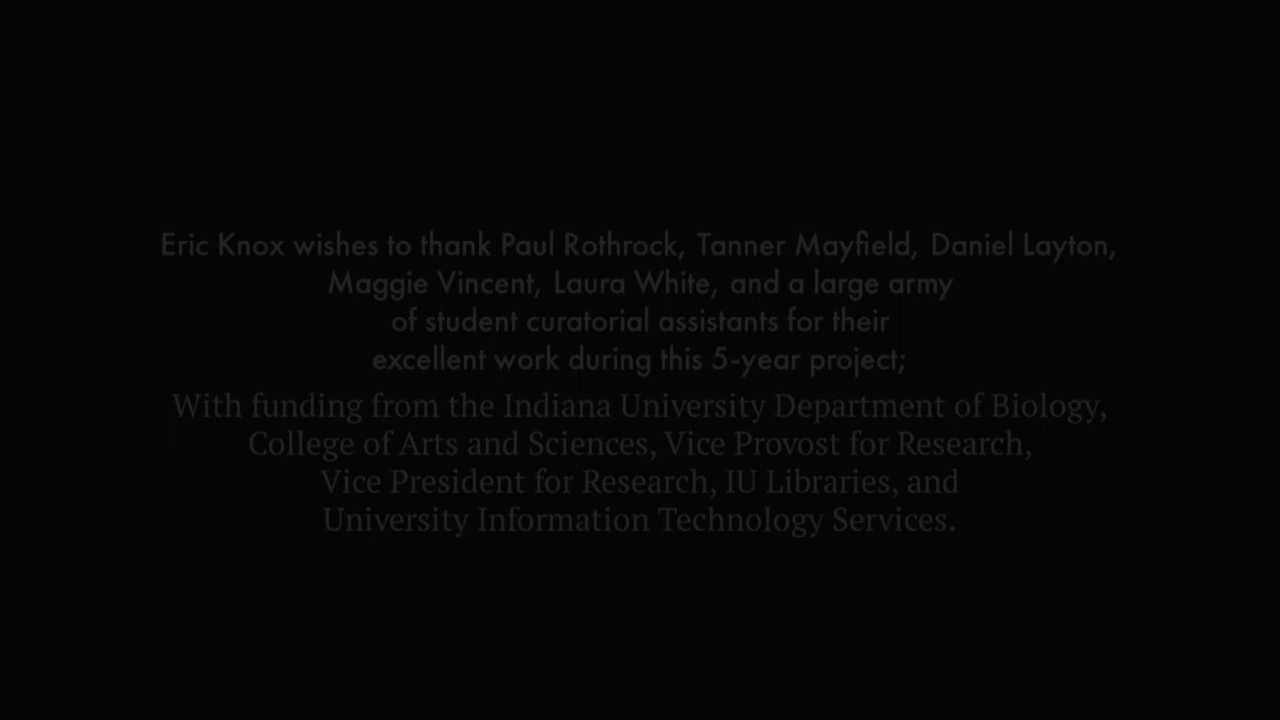 Eric Knox wishes to thank Paul Rothrock, Tanner Mayfield, Daniel Layton,
Maggie Vincent, Laura White, and a large army
of student curatorial assistants for their
excellent work during this 5-year project;
With funding from the Indiana University Department of Biology,
College of Arts and Sciences, Vice Provost for Research,
Vice President for Research, IU Libraries, and
University Information Technology Services.